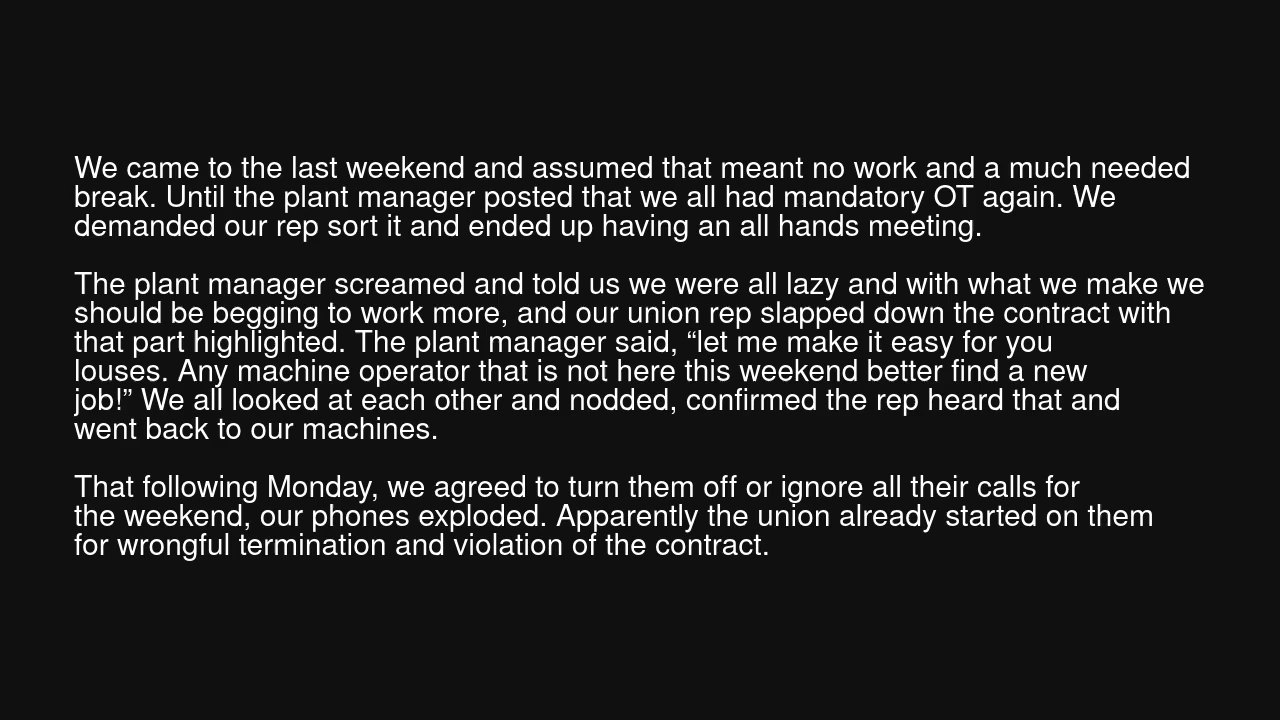 We came to the last weekend and assumed that meant no work and a much needed
break. Until the plant manager posted that we all had mandatory OT again. We
demanded our rep sort it and ended up having an all hands meeting.
The plant manager screamed and told us we were all lazy and with what we make we
should be begging to work more, and our union rep slapped down the contract with
that part highlighted. The plant manager said, “let me make it easy for you
louses. Any machine operator that is not here this weekend better find a new
job!” We all looked at each other and nodded, confirmed the rep heard that and
went back to our machines.
That following Monday, we agreed to turn them off or ignore all their calls for
the weekend, our phones exploded. Apparently the union already started on them
for wrongful termination and violation of the contract.